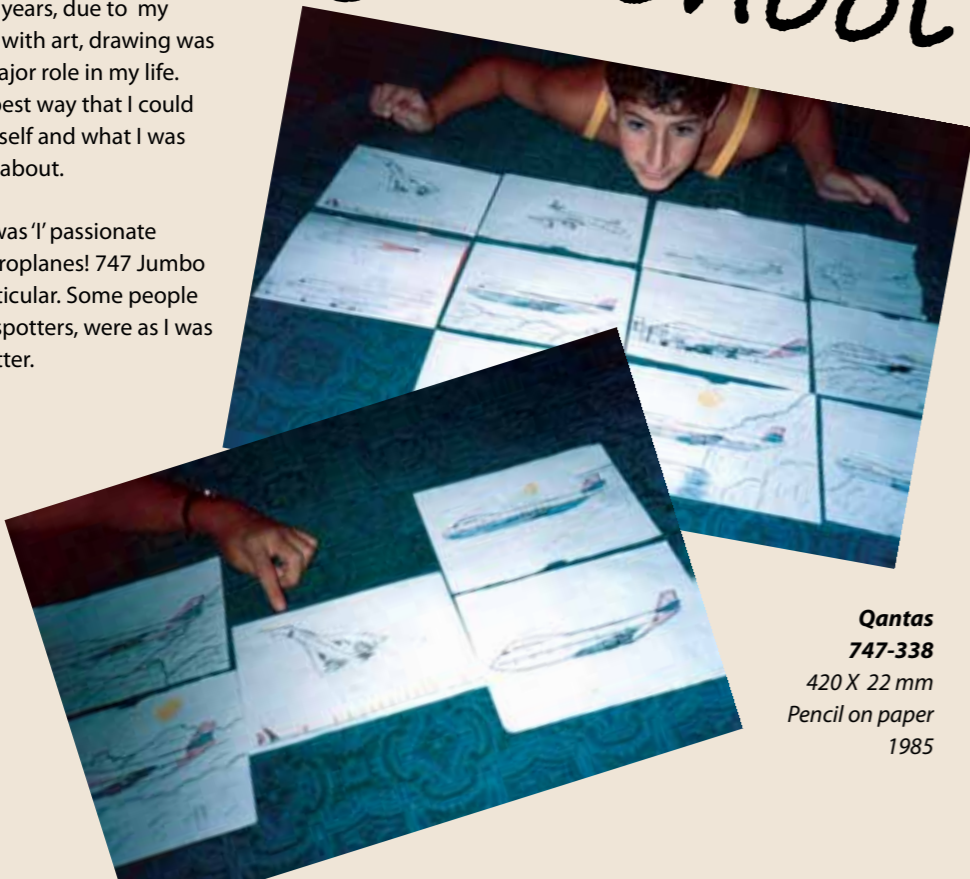 years, due to my
with art, drawing was
major role in my life.
best way that I could
self and what I was
about.
was ‘I’ passionate
roplanes! 747 Jumbo
ticular. Some people
spotters, were as I was
tter.
Qantas
747-338
420 X 22 mm
Pencil on paper
1985